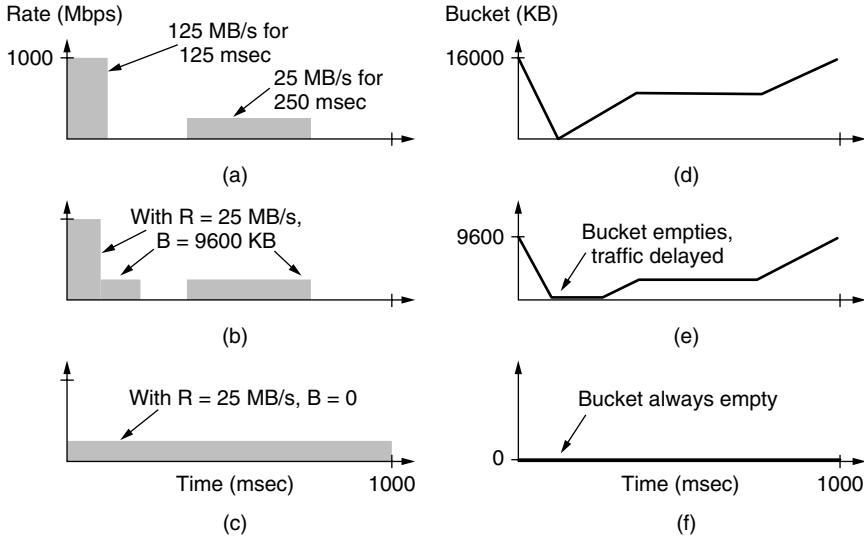 Rate (Mbps)
1000
125 MB/s for
125 msec
25 MB/s for
250 msec
(a)
Bucket (KB)
16000
(d)
With R = 25 MB/s,
B = 9600 KB
(b)
9600
Bucket empties,
traffic delayed
(e)
With R = 25 MB/s, B = 0
Time (msec)
1000
(c)
Bucket always empty
0
Time (msec)
1000
(f)